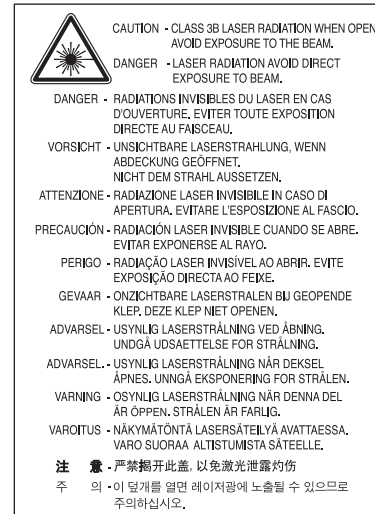 CAUTION - CLASS 3B LASER RADIATION WHEN OPEN
AVOID EXPOSURE TO THE BEAM.
DANGER - LASER RADIATION AVOID DIRECT
EXPOSURE TO BEAM.
DANGER - RADIATIONS INVISIBLES DU LASER EN CAS
D'OUVERTURE. EVITER TOUTE EXPOSITION
DIRECTE AU FAISCEAU.
VORSICHT - UNSICHTBARE LASERSTRAHLUNG, WENN
ABDECKUNG GEÖFFNET.
NICHT DEM STRAHL AUSSETZEN.
ATTENZIONE - RADIAZIONE LASER INVISIBILE IN CASO DI
APERTURA. EVITARE L'ESPOSIZIONE AL FASCIO.
PRECAUCIÓN - RADIACIÓN LASER INVISIBLE CUANDO SE ABRE.
EVITAR EXPONERSE AL RAYO.
PERIGO - RADIAÇÃO LASER INVISÍVEL AO ABRIR. EVITE
EXPOSIÇÃO DIRECTA AO FEIXE.
GEVAAR - ONZICHTBARE LASERSTRALEN BIJ GEOPENDE
KLEP. DEZE KLEP NIET OPENEN.
ADVARSEL - USYNLIG LASERSTRÅLNING VED ÅBNING.
UNDGÅ UDSAETTELSE FOR STRÅLNING.
ADVARSEL. - USYNLIG LASERSTRÅLNING NÅR DEKSEL
ÅPNES. UNNGÅ EKSPONERING FOR STRÅLEN.
VARNING - OSYNLIG LASERSTRÅLNING NÄR DENNA DEL
ÄR ÖPPEN. STRÅLEN ÄR FARLIG.
VAROITUS - NÄKYMÄTÖNTÄ LASERSÄTEILYÄ AVATTAESSA.
VARO SUORAA ALTISTUMISTA SÄTEELLE.
注 意 - 严禁揭开此盖, 以免激光泄露灼伤
주 의 - 이 덮개를 열면 레이저광에 노출될 수 있으므로
주의하십시오.